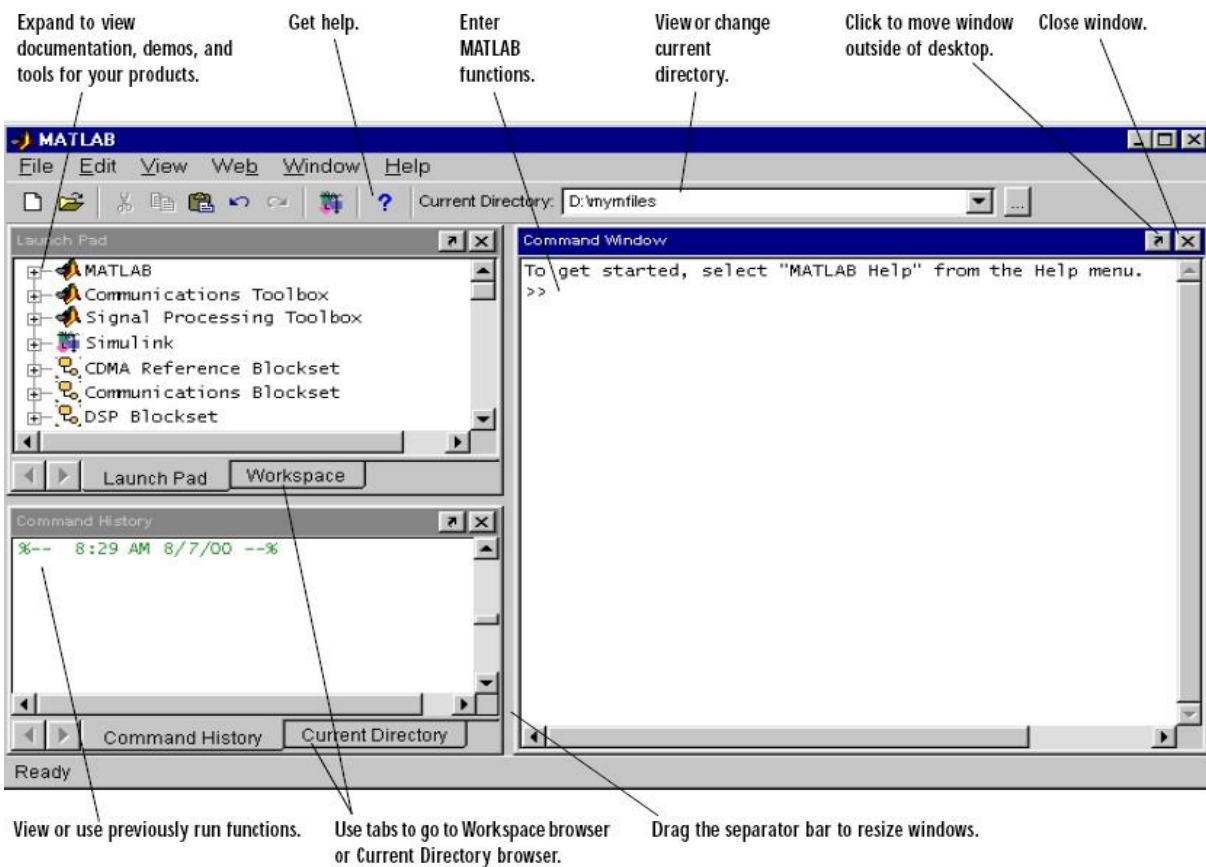 Expand to view
documentation, demos, and
tools for your products.
Get help.
Enter
MATLAB
functions.
View or change
current
directory.
Click to move window
outside of desktop.
Close window.
MATLAB
File Edit View Web Window Help
? Current Directory: D:\mymfiles ...
Launch Pad
MATLAB
Communications Toolbox
Signal Processing Toolbox
Simulink
CDMA Reference Blockset
Communications Blockset
DSP Blockset
Launch Pad Workspace
Command History
%-- 8:29 AM 8/7/00 --%
Command History Current Directory
Command Window
To get started, select "MATLAB Help" from the Help menu.
>>
Ready
View or use previously run functions.
Use tabs to go to Workspace browser
or Current Directory browser.
Drag the separator bar to resize windows.